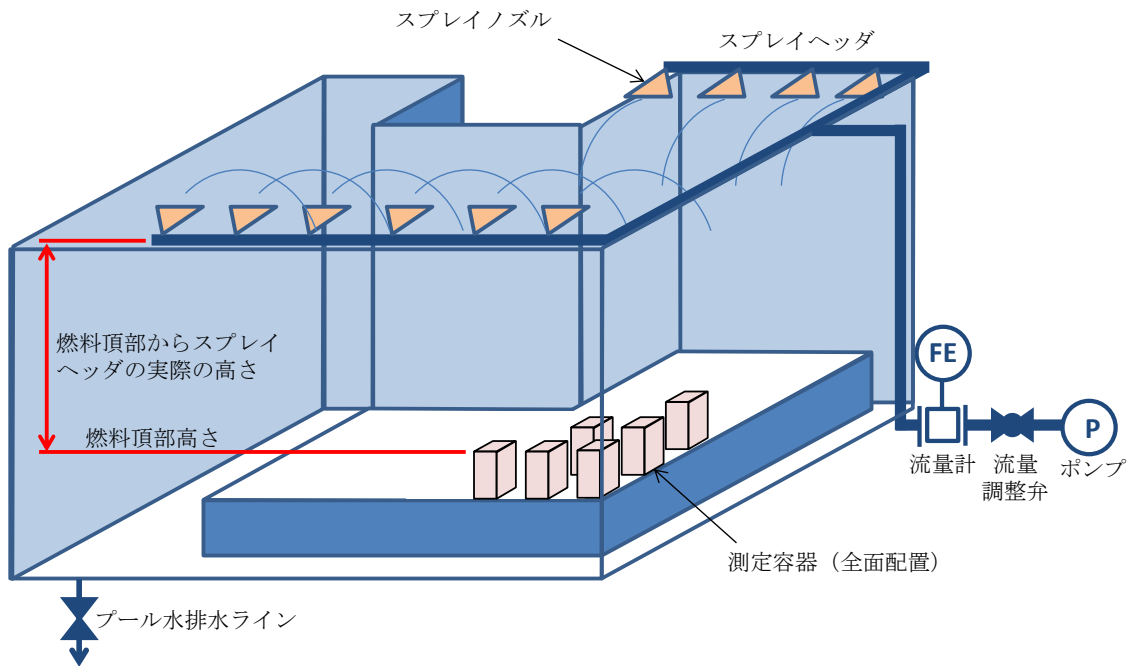 スプレイノズル
スプレイヘッダ
燃料頂部からスプレイ
ヘッダの実際の高さ
燃料頂部高さ
FE
P
流量計
流量
調整弁
ポンプ
測定容器（全面配置）
プール水排水ライン